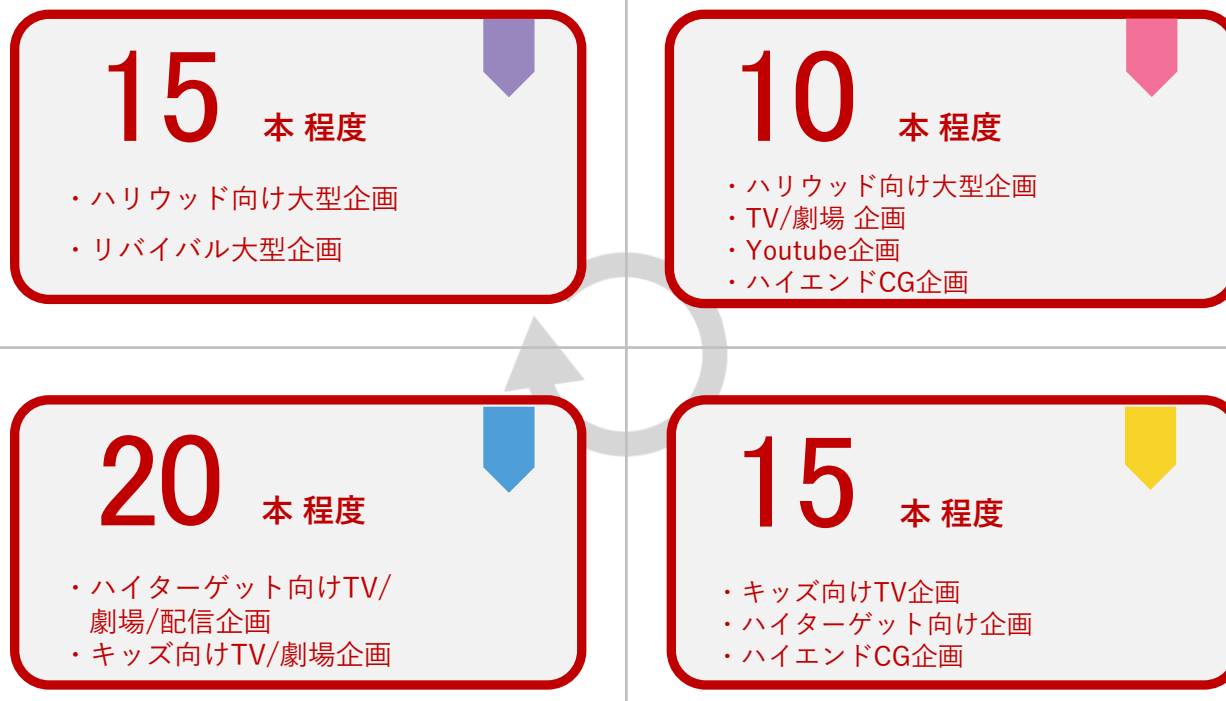 15 本 程度
・ハリウッド向け大型企画
・リバイバル大型企画
10 本 程度
・ハリウッド向け大型企画
・TV/劇場 企画
・Youtube企画
・ハイエンドCG企画
20 本 程度
・ハイターゲット向けTV/
劇場/配信企画
・キッズ向けTV/劇場企画
15 本 程度
・キッズ向けTV企画
・ハイターゲット向け企画
・ハイエンドCG企画